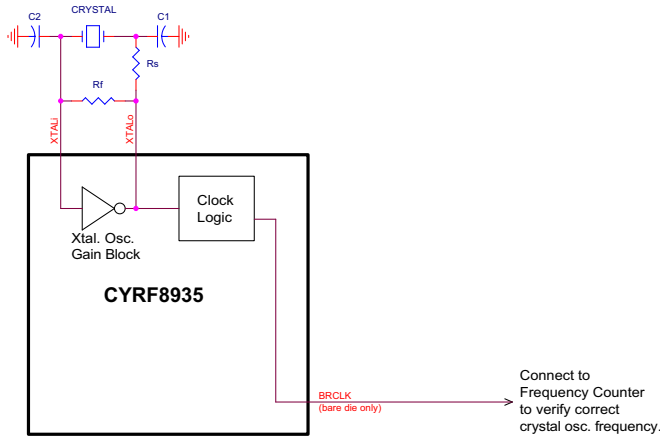 CRYSTAL
C2
C1
Rs
Rf
XTALi
XTALo
Clock
Logic
Xtal. Osc.
Gain Block
CYRF8935
BRCLK
(bare die only)
Connect to
Frequency Counter
to verify correct
crystal osc. frequency.